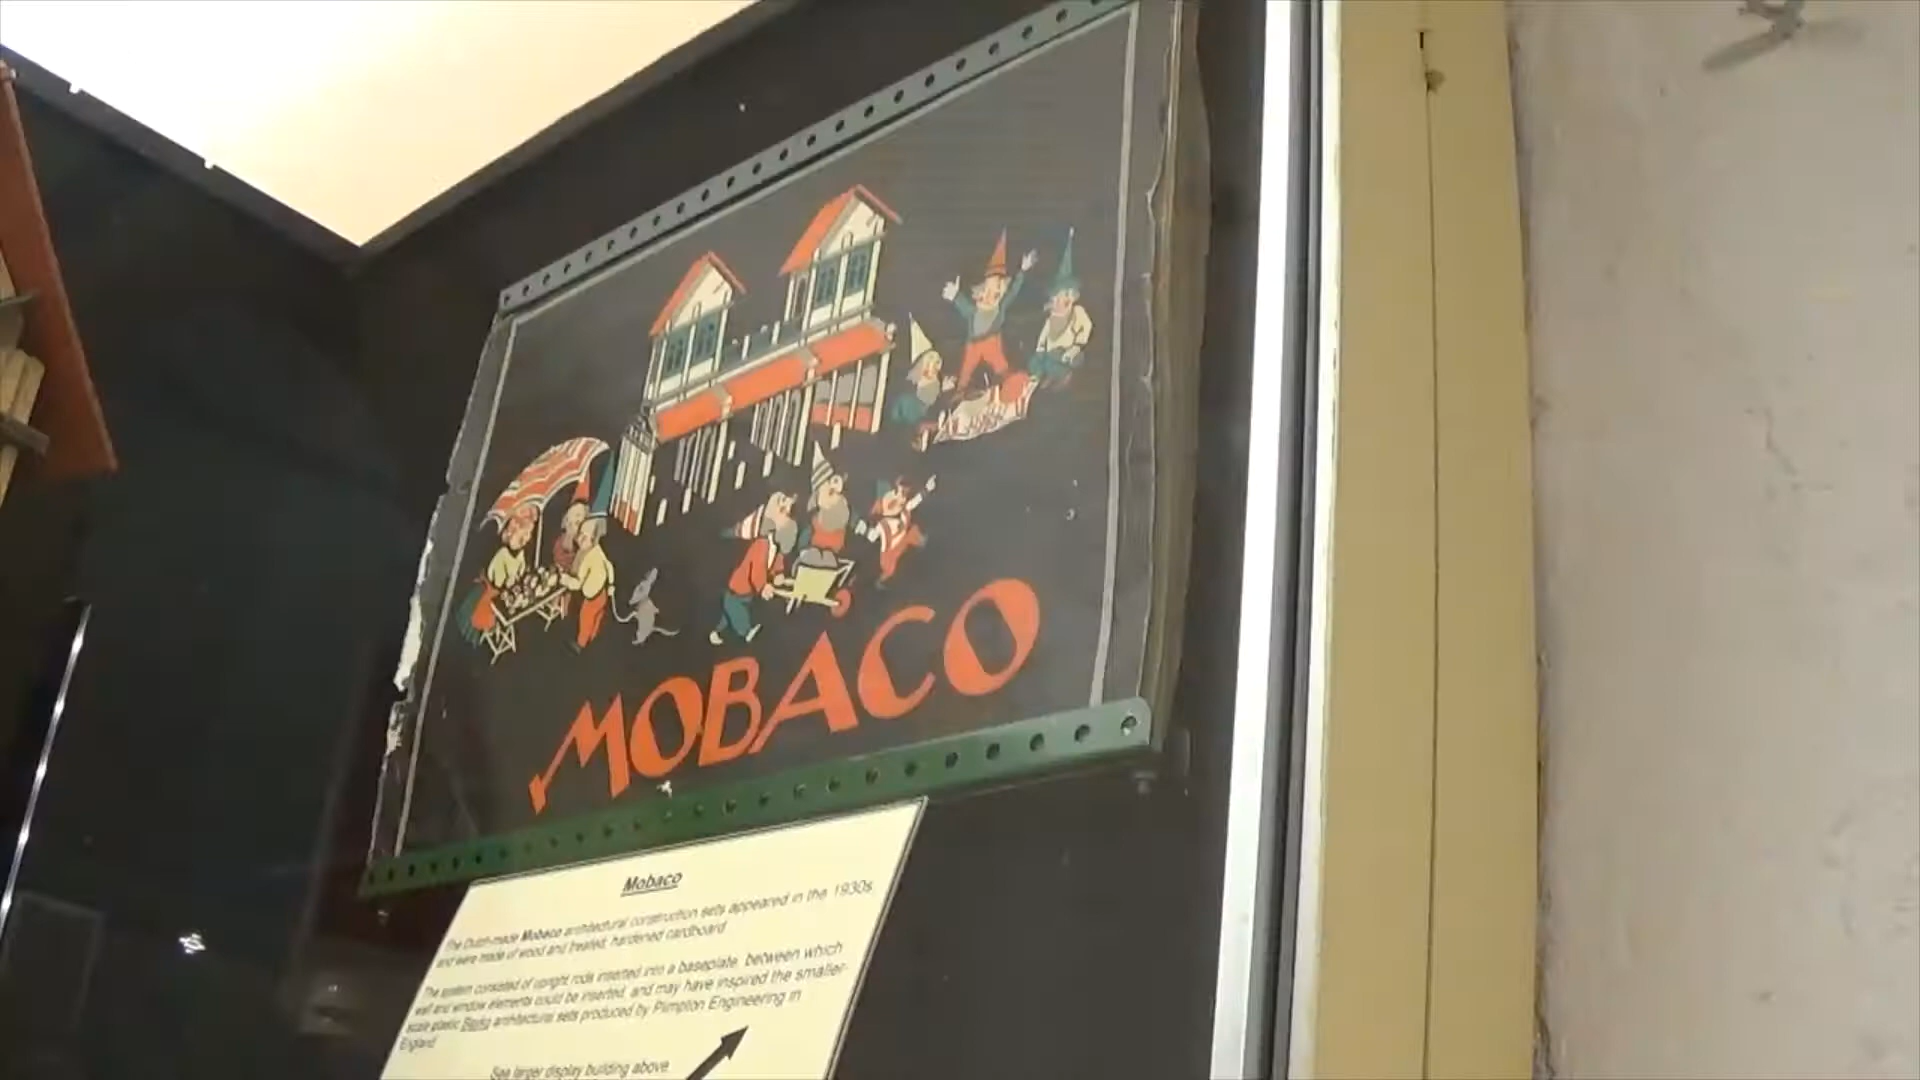 MOBACO
Mobaco
The Dutch-made Mobaco architectural construction sets appeared in the 1930s,
and were made of wood and treated, hardened cardboard
The system consisted of upright rods inserted into a baseplate, between which
wall and window elements could be inserted, and may have inspired the smaller-
scale plastic Bayko architectural sets produced by Plimpton Engineering in
England
See larger display building above